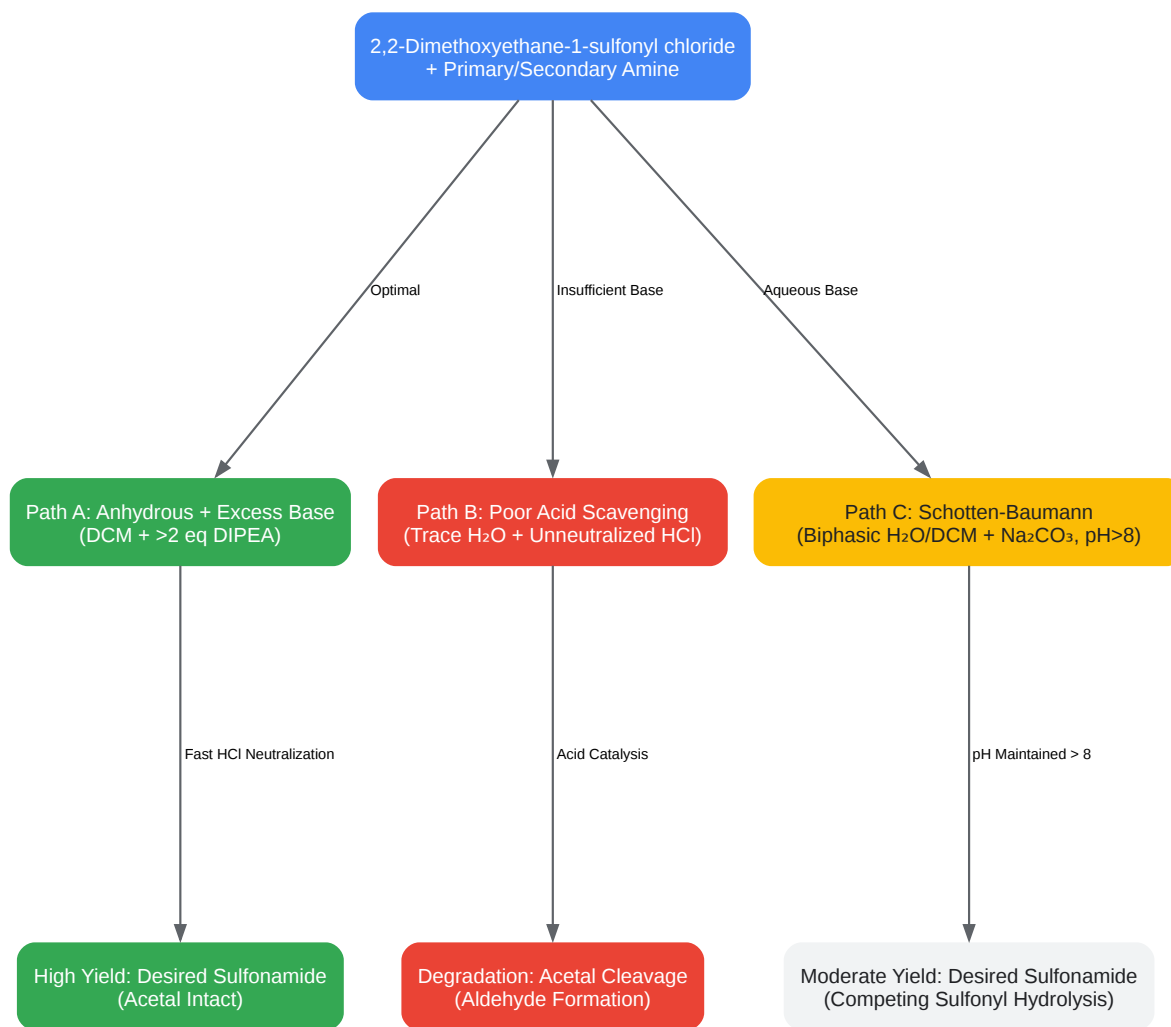 2,2-Dimethoxyethane-1-sulfonyl chloride
+ Primary/Secondary Amine
Optimal
Insufficient Base
Aqueous Base
Path A: Anhydrous + Excess Base
(DCM + >2 eq DIPEA)
Path B: Poor Acid Scavenging
(Trace H₂O + Unneutralized HCl)
Path C: Schotten-Baumann
(Biphasic H₂O/DCM + Na₂CO₃, pH>8)
Fast HCl Neutralization
Acid Catalysis
pH Maintained > 8
High Yield: Desired Sulfonamide
(Acetal Intact)
Degradation: Acetal Cleavage
(Aldehyde Formation)
Moderate Yield: Desired Sulfonamide
(Competing Sulfonyl Hydrolysis)